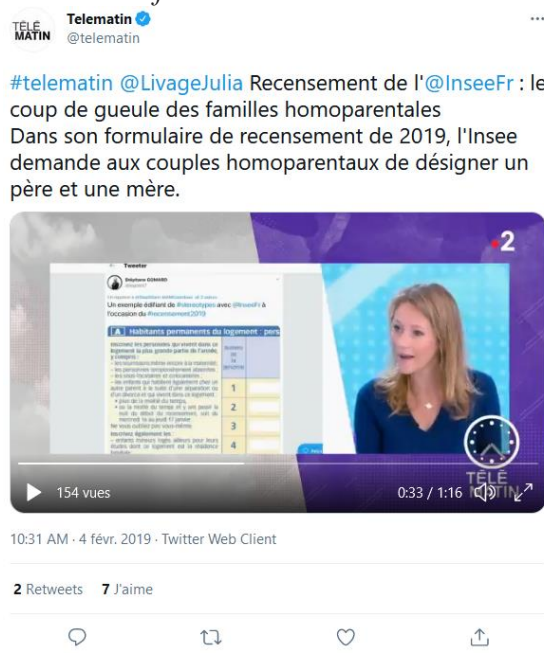 TÉLÉ
MATIN
Telematin
@telematin
#telematin @LivageJulia Recensement de l'@InseeFr : le
coup de gueule des familles homoparentales
Dans son formulaire de recensement de 2019, l'Insee
demande aux couples homoparentaux de désigner un
père et une mère.
2
Tweeter
Un exemple édifiant de #stereotypes avec @InseeFr à
l'occasion du #recensement2019
A Habitants permanents du logement : pers
1
2
3
4
TÉLÉ
MATIN
154 vues
0:33 / 1:16
10:31 AM · 4 févr. 2019 · Twitter Web Client
2 Retweets 7 J'aime